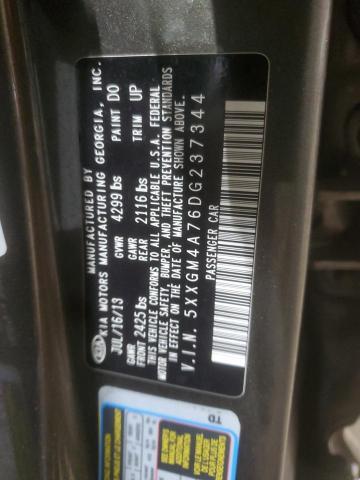 MANUFACTURED BY
KIA MOTORS MANUFACTURING GEORGIA, INC.
JUL/16/13 GVWR 4299 lbs PAINT DO
GAWR FRONT 2425 lbs GAWR REAR 2116 lbs TRIM UP
THIS VEHICLE CONFORMS TO ALL APPLICABLE U.S.A. FEDERAL
MOTOR VEHICLE SAFETY, BUMPER, AND THEFT PREVENTION STANDARDS
IN EFFECT ON THE DATE OF MANUFACTURE SHOWN ABOVE.
V.I.N. 5XXGM4A76DG237344
PASSENGER CAR
TD